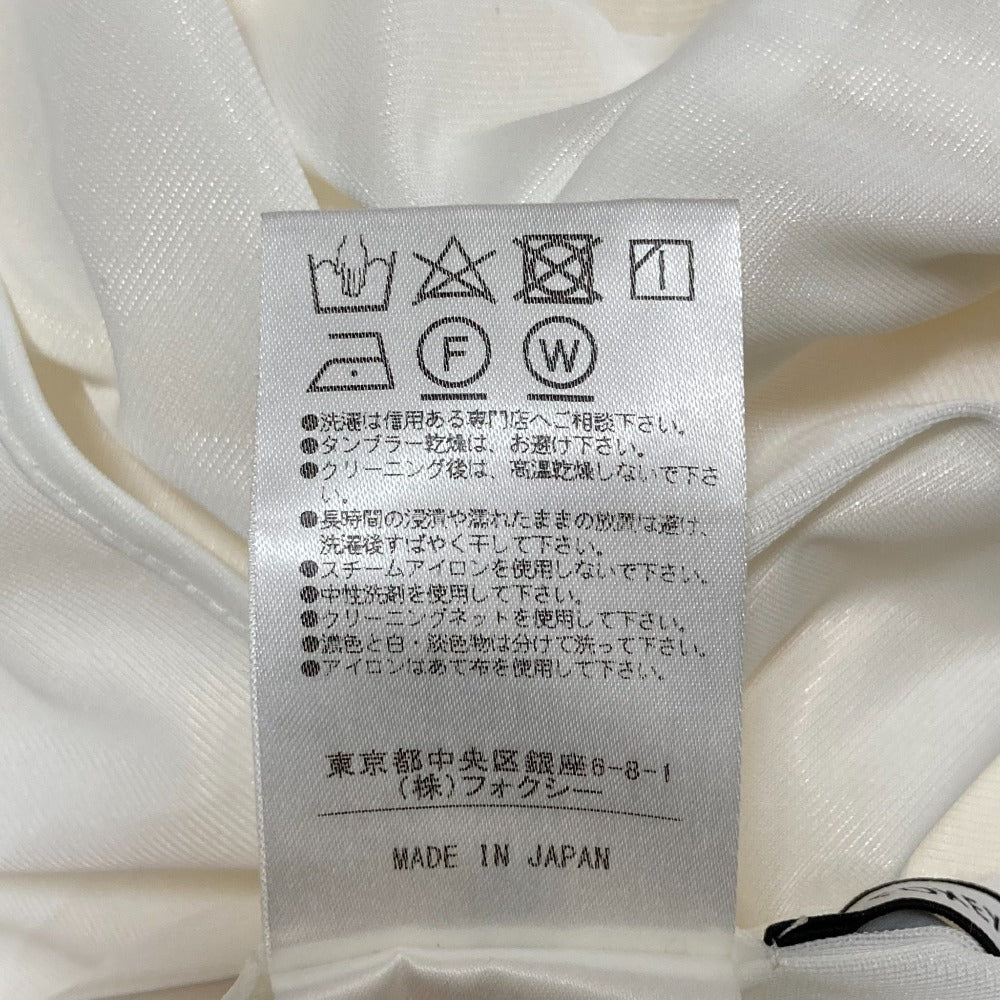 F W
●洗濯は信用ある専門店へご相談下さい。
●タンブラー乾燥は、お避け下さい。
●クリーニング後は、高温乾燥しないで下さ
い。
●長時間の浸漬や濡れたままの放置は避け、
洗濯後すばやく干して下さい。
●スチームアイロンを使用しないで下さい。
●中性洗剤を使用して下さい。
●クリーニングネットを使用して下さい。
●濃色と白・淡色物は分けて洗って下さい。
●アイロンはあて布を使用して下さい。
東京都中央区銀座6-8-1
(株)フォクシー
MADE IN JAPAN